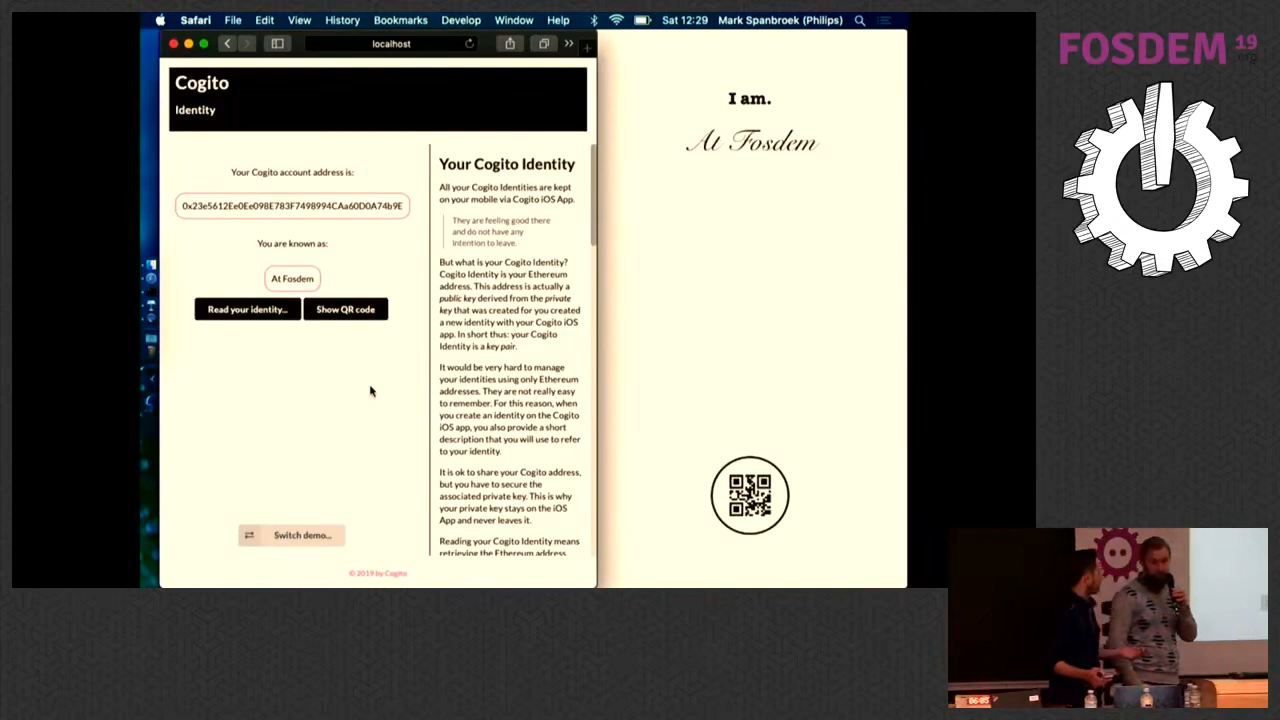 Safari File Edit View History Bookmarks Develop Window Help Sat 12:29 Mark Spanbroek (Philips)
localhost
Cogito
Identity
Your Cogito account address is:
0x23e5612Ee0Ee098E783F7498994CAa60D0A74b9E
You are known as:
At Fosdem
Read your identity...
Show QR code
Switch demo...
Your Cogito Identity
All your Cogito Identities are kept
on your mobile via Cogito iOS App.
They are feeling good there
and do not have any
intention to leave.
But what is your Cogito Identity?
Cogito Identity is your Ethereum
address. This address is actually a
public key derived from the private
key that was created for you created
a new identity with your Cogito iOS
app. In short thus: your Cogito
Identity is a key pair.
It would be very hard to manage
your identities using only Ethereum
addresses. They are not really easy
to remember. For this reason, when
you create an identity on the Cogito
iOS app, you also provide a short
description that you will use to refer
to your identity.
It is ok to share your Cogito address,
but you have to secure the
associated private key. This is why
your private key stays on the iOS
App and never leaves it.
Reading your Cogito Identity means
retrieving the Ethereum address
© 2019 by Cogito
I am.
At Fosdem
FOSDEM 19
.org